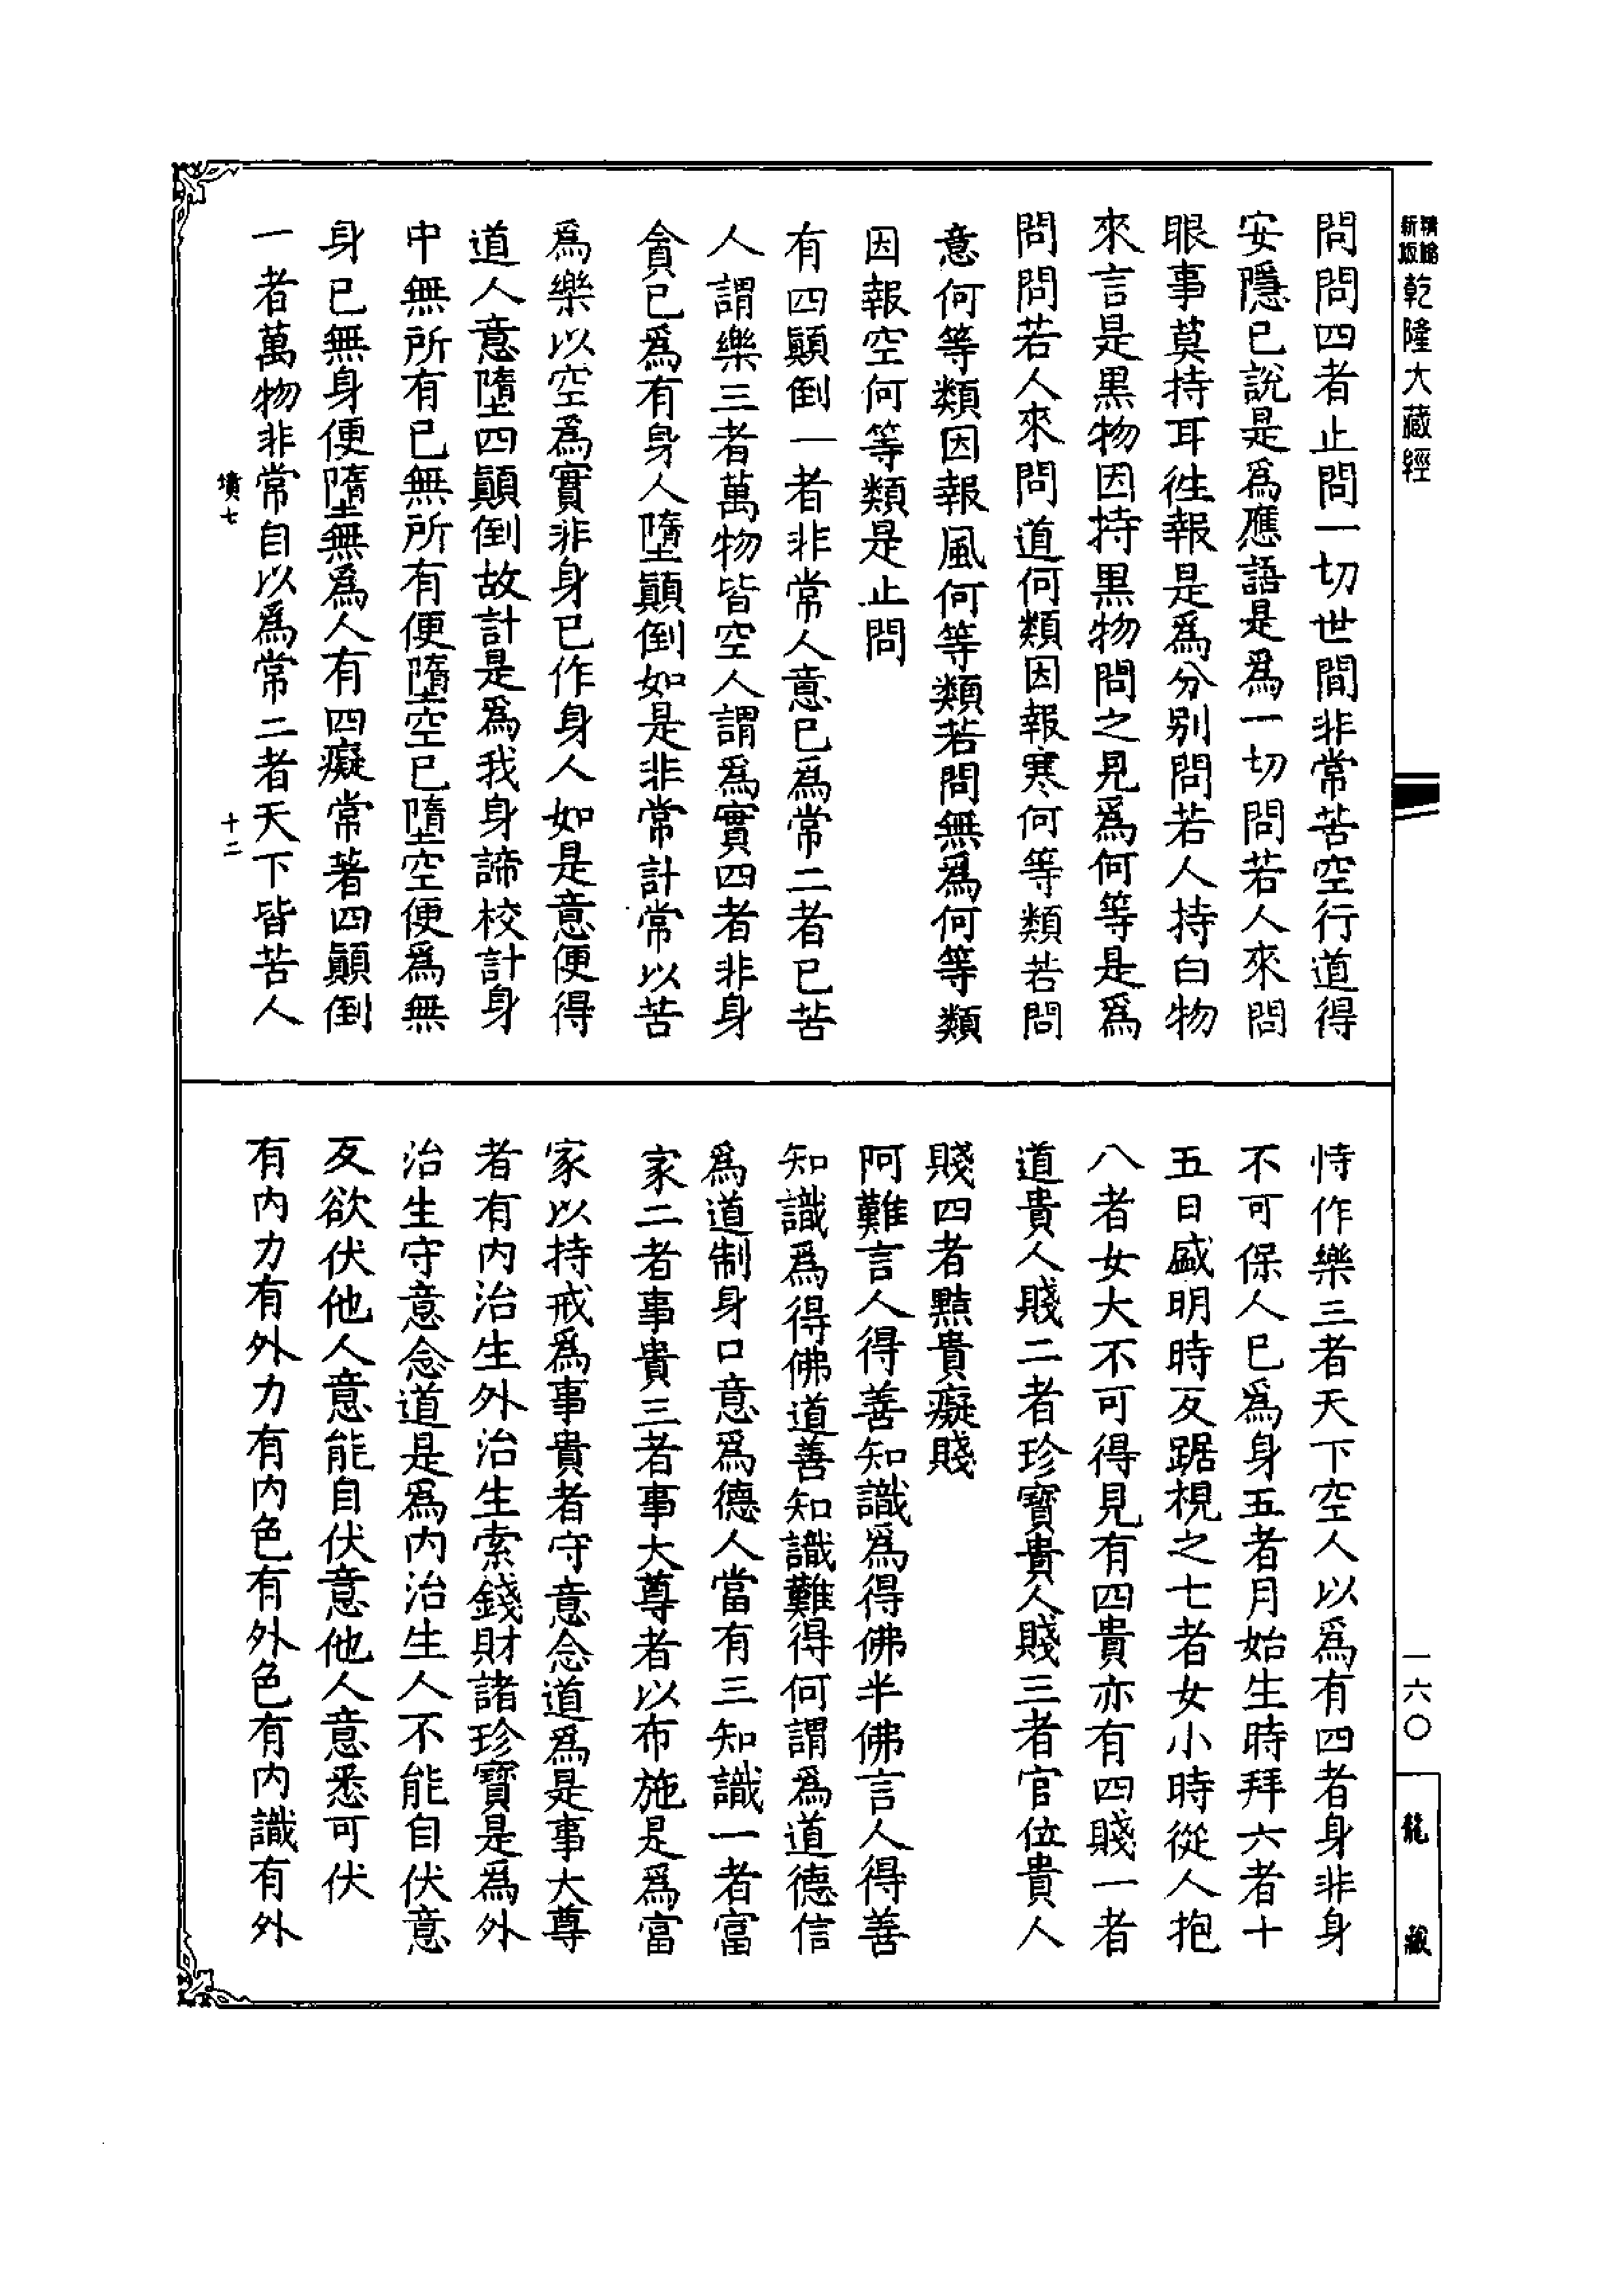 精縮新版乾隆大藏經
一六〇
龍藏
問問四者止問一切世間非常苦空行道得
安隱已說是爲應語是爲一切問若人來問
眼事莫持耳徃報是爲分别問若人持白物
來言是黒物因持黒物問之見爲何等是爲
問問若人來問道何類因報寒何等類若問
意何等類因報風何等類若問無爲何等類
因報空何等類是止問
有四顚倒一者非常人意已爲常二者已苦
人謂樂三者萬物皆空人謂爲實四者非身
貪已爲有身人墮顚倒如是非常計常以苦
爲樂以空爲實非身已作身人如是意便得
道人意墮四顚倒故計是爲我身諦校計身
中無所有已無所有便墮空已墮空便爲無
身已無身便墮無爲人有四癡常著四顚倒
一者萬物非常自以爲常二者天下皆苦人
墳七
十二
恃作樂三者天下空人以爲有四者身非身
不可保人已爲身五者月始生時拜六者十
五日盛明時反踞視之七者女小時從人抱
八者女大不可得見有四貴亦有四賤一者
道貴人賤二者珍寶貴人賤三者官位貴人
賤四者黠貴癡賤
阿難言人得善知識爲得佛半佛言人得善
知識爲得佛道善知識難得何謂爲道德信
爲道制身口意爲德人當有三知識一者富
家二者事貴三者事大尊者以布施是爲富
家以持戒爲事貴者守意念道爲是事大尊
者有内治生外治生索錢財諸珍寶是爲外
治生守意念道是爲内治生人不能自伏意
反欲伏他人意能自伏意他人意悉可伏
有内力有外力有内色有外色有内識有外